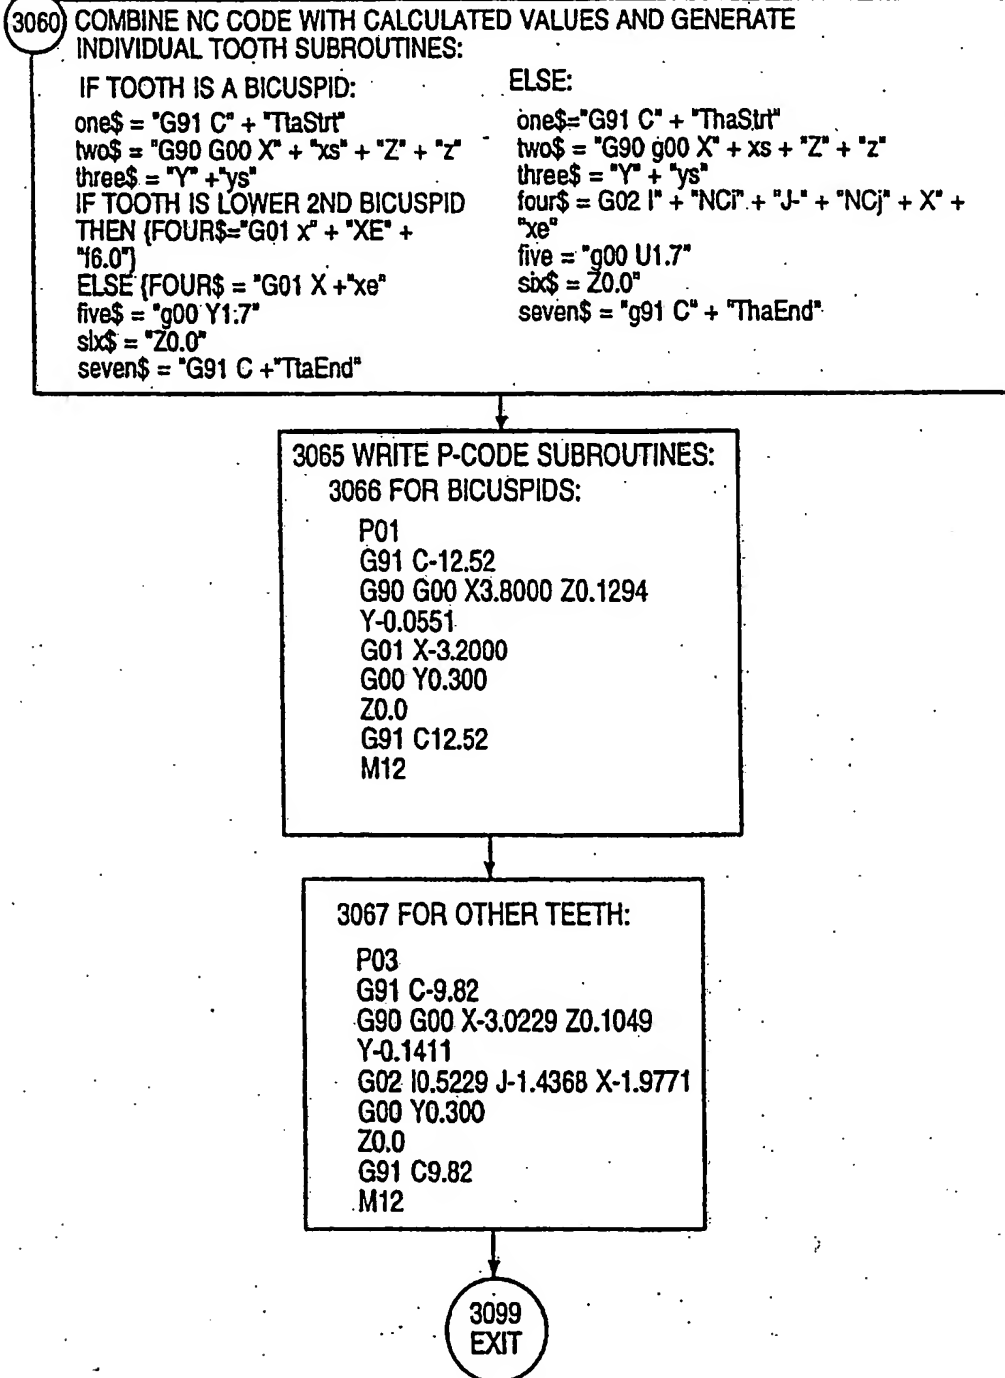 3060 COMBINE NC CODE WITH CALCULATED VALUES AND GENERATE
INDIVIDUAL TOOTH SUBROUTINES:
IF TOOTH IS A BICUSPID:
one$ = "G91 C" + "TtaStrt"
two$ = "G90 G00 X" + "xs" + "Z" + "z"
three$ = "Y" +"ys"
IF TOOTH IS LOWER 2ND BICUSPID
THEN {FOUR$="G01 x" + "XE" +
"f6.0"}
ELSE {FOUR$ = "G01 X +"xe"
five$ = "g00 Y1:7"
six$ = "Z0.0"
seven$ = "G91 C +"TtaEnd"
ELSE:
one$="G91 C" + "ThaStrt"
two$ = "G90 g00 X" + xs + "Z" + "z"
three$ = "Y" + "ys"
four$ = G02 I" + "NCi" + "J-" + "NCj" + X" +
"xe"
five = "g00 U1.7"
six$ = Z0.0"
seven$ = "g91 C" + "ThaEnd"
3065 WRITE P-CODE SUBROUTINES:
3066 FOR BICUSPIDS:
P01
G91 C-12.52
G90 G00 X3.8000 Z0.1294
Y-0.0551
G01 X-3.2000
G00 Y0.300
Z0.0
G91 C12.52
M12
3067 FOR OTHER TEETH:
P03
G91 C-9.82
G90 G00 X-3.0229 Z0.1049
Y-0.1411
G02 I0.5229 J-1.4368 X-1.9771
G00 Y0.300
Z0.0
G91 C9.82
M12
3099
EXIT